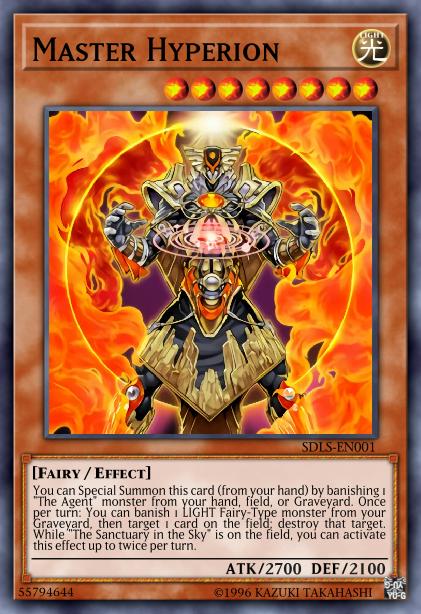 MASTER HYPERION
LIGHT
光
SDLS-EN001
[FAIRY / EFFECT]
You can Special Summon this card (from your hand) by banishing 1
"The Agent" monster from your hand, field, or Graveyard. Once
per turn: You can banish 1 LIGHT Fairy-Type monster from your
Graveyard, then target 1 card on the field; destroy that target.
While "The Sanctuary in the Sky" is on the field, you can activate
this effect up to twice per turn.
ATK/2700 DEF/2100
55794644
©1996 KAZUKI TAKAHASHI